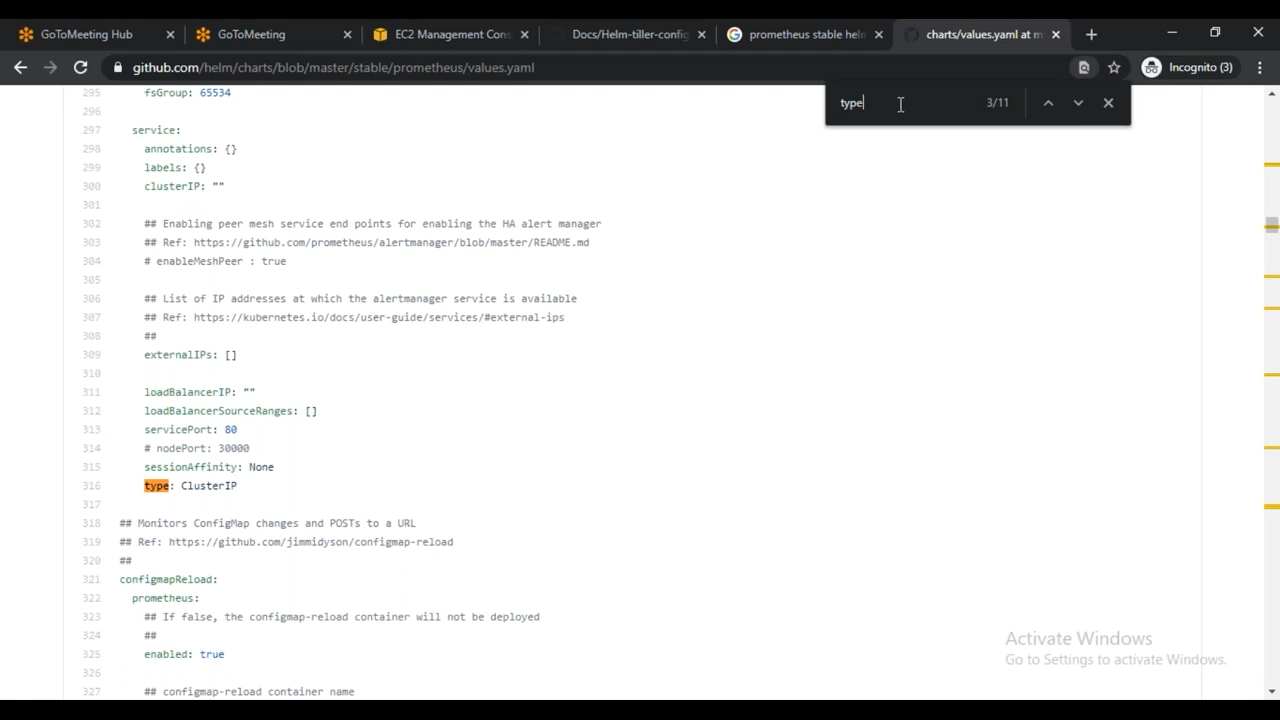 GoToMeeting Hub
GoToMeeting
EC2 Management Cons
Docs/Helm-tiller-config
prometheus stable helm
charts/values.yaml at m
github.com/helm/charts/blob/master/stable/prometheus/values.yaml
Incognito (3)
type 3/11
295 fsGroup: 65534
296
297 service:
298 annotations: {}
299 labels: {}
300 clusterIP: ""
301
302 ## Enabling peer mesh service end points for enabling the HA alert manager
303 ## Ref: https://github.com/prometheus/alertmanager/blob/master/README.md
304 # enableMeshPeer : true
305
306 ## List of IP addresses at which the alertmanager service is available
307 ## Ref: https://kubernetes.io/docs/user-guide/services/#external-ips
308 ##
309 externalIPs: []
310
311 loadBalancerIP: ""
312 loadBalancerSourceRanges: []
313 servicePort: 80
314 # nodePort: 30000
315 sessionAffinity: None
316 type: ClusterIP
317
318 ## Monitors ConfigMap changes and POSTs to a URL
319 ## Ref: https://github.com/jimmidyson/configmap-reload
320 ##
321 configmapReload:
322 prometheus:
323 ## If false, the configmap-reload container will not be deployed
324 ##
325 enabled: true
326
327 ## configmap-reload container name
Activate Windows
Go to Settings to activate Windows.